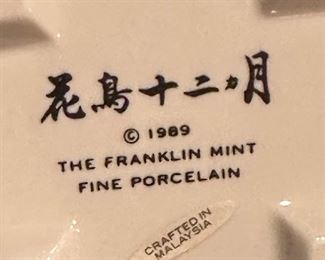 花鳥十二ヵ月
© 1989
THE FRANKLIN MINT
FINE PORCELAIN
CRAFTED IN
MALAYSIA